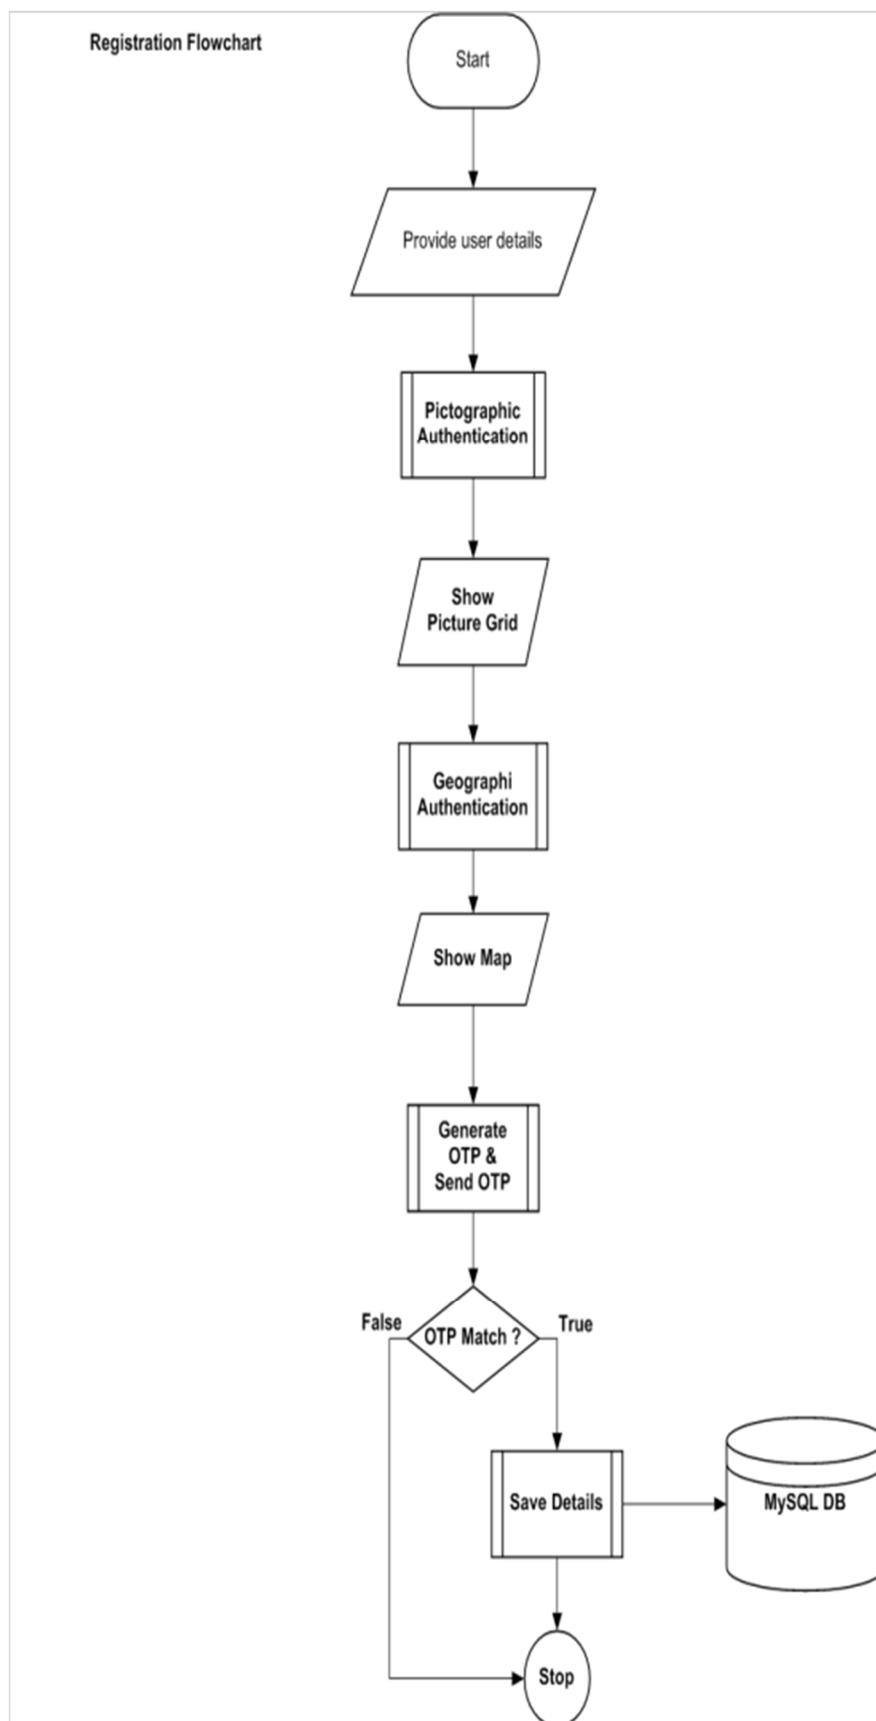 Registration Flowchart
Start
Provide user details
Pictographic
Authentication
Show
Picture Grid
Geographi
Authentication
Show Map
Generate
OTP &
Send OTP
False
OTP Match ?
True
Save Details
MySQL DB
Stop